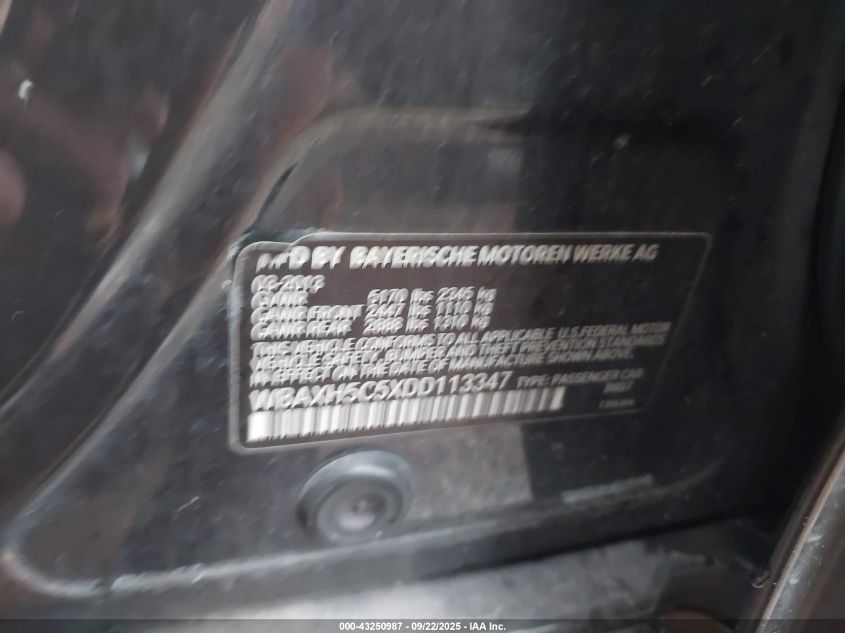 MFD BY BAYERISCHE MOTOREN WERKE AG
03-2013
GAWR 5170 lbs 2345 kg
GAWR FRONT 2447 lbs 1110 kg
GAWR REAR 2888 lbs 1310 kg
THIS VEHICLE CONFORMS TO ALL APPLICABLE U.S. FEDERAL MOTOR
VEHICLE SAFETY, BUMPER AND THEFT PREVENTION STANDARDS
IN EFFECT ON THE DATE OF MANUFACTURE SHOWN ABOVE.
WBAXH5C5XDD113347 TYPE: PASSENGER CAR
000-43250987 - 09/22/2025 - IAA Inc.